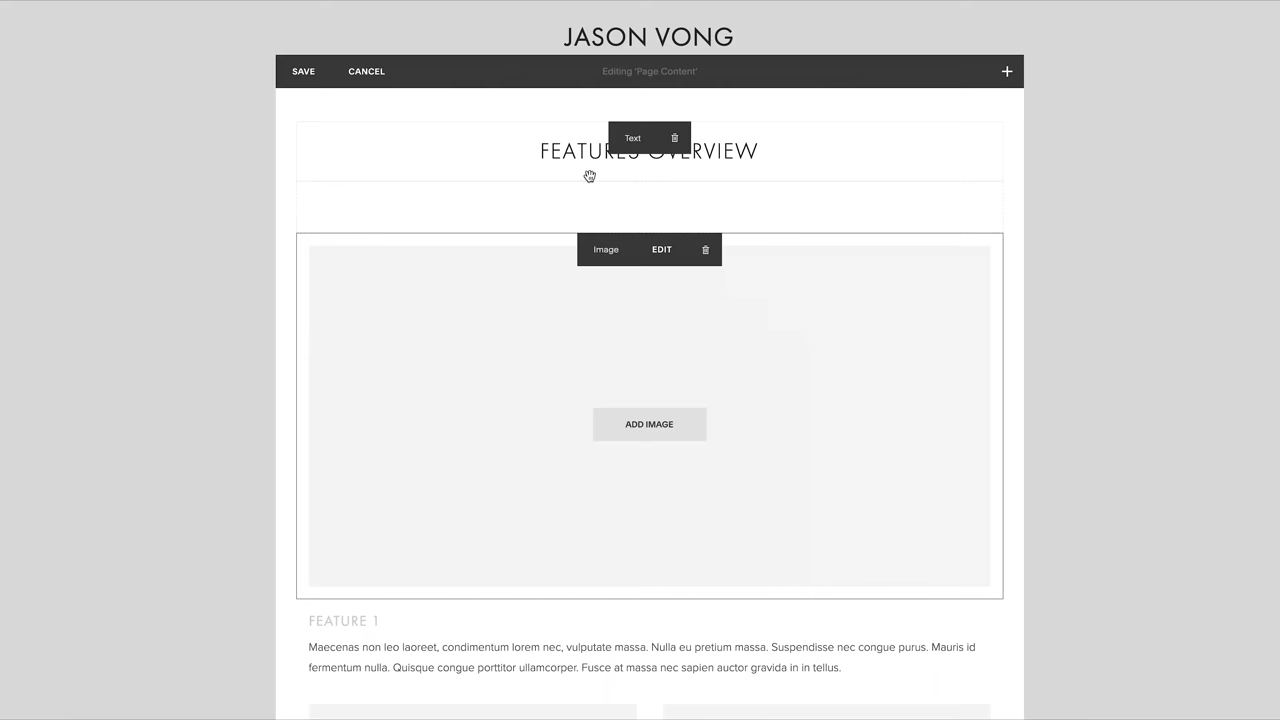 JASON VONG
SAVE CANCEL Editing 'Page Content' +
Text
FEATURES OVERVIEW
Image EDIT
ADD IMAGE
FEATURE 1
Maecenas non leo laoreet, condimentum lorem nec, vulputate massa. Nulla eu pretium massa. Suspendisse nec congue purus. Mauris id
fermentum nulla. Quisque congue porttitor ullamcorper. Fusce at massa nec sapien auctor gravida in in tellus.